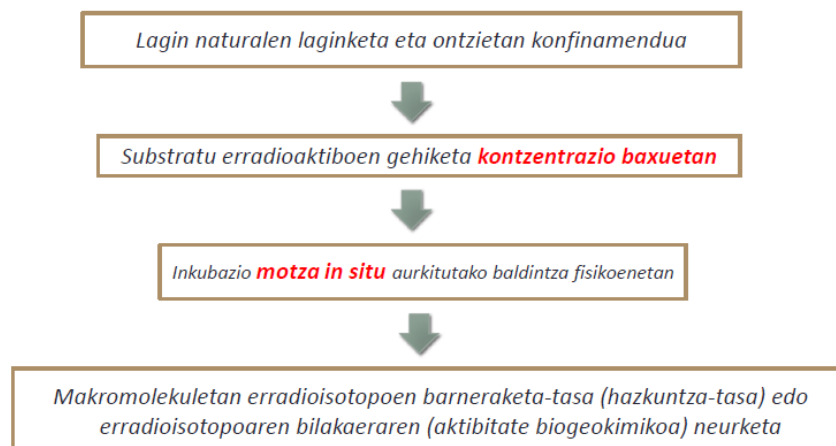 Lagin naturalen laginketa eta ontzietan konfinamendua
Substratu erradioaktiboen gehiketa kontzentrazio baxuetan
Inkubazio motza in situ aurkitutako baldintza fisikoenetan
Makromolekuletan erradioisotopoen barneraketa-tasa (hazkuntza-tasa) edo
erradioisotopoaren bilakaeraren (aktibitate biogeokimikoa) neurketa